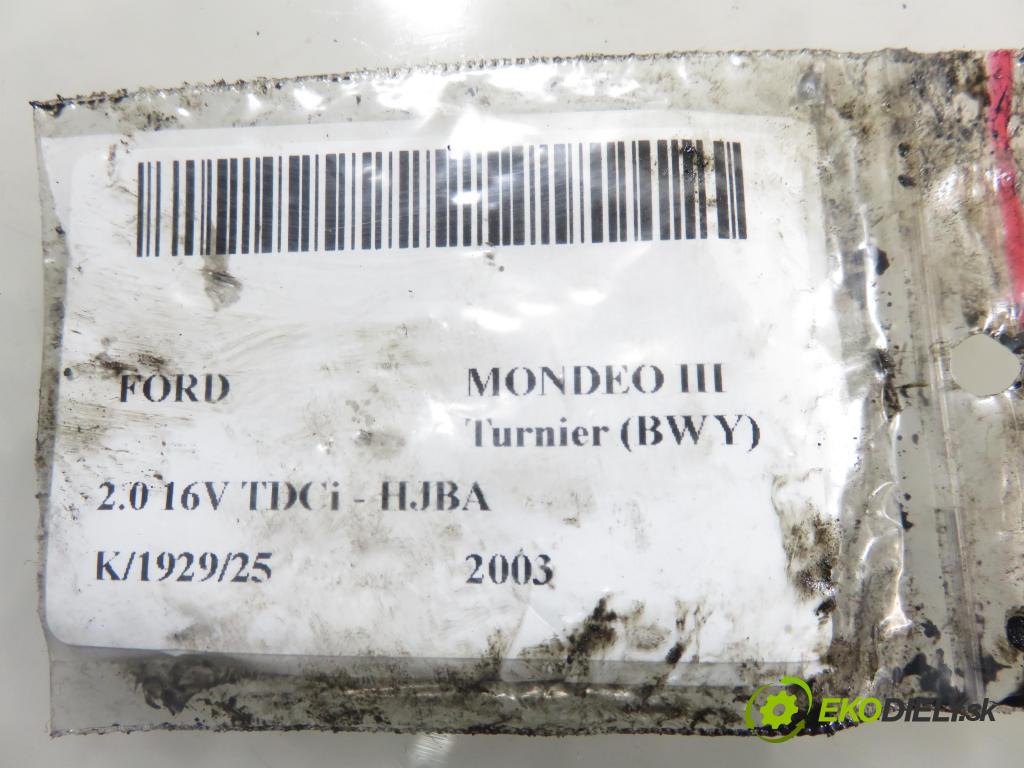 FORD MONDEO III
Turnier (BWY)
2.0 16V TDCi - HJBA
K/1929/25 2003
EKODIELY.sk